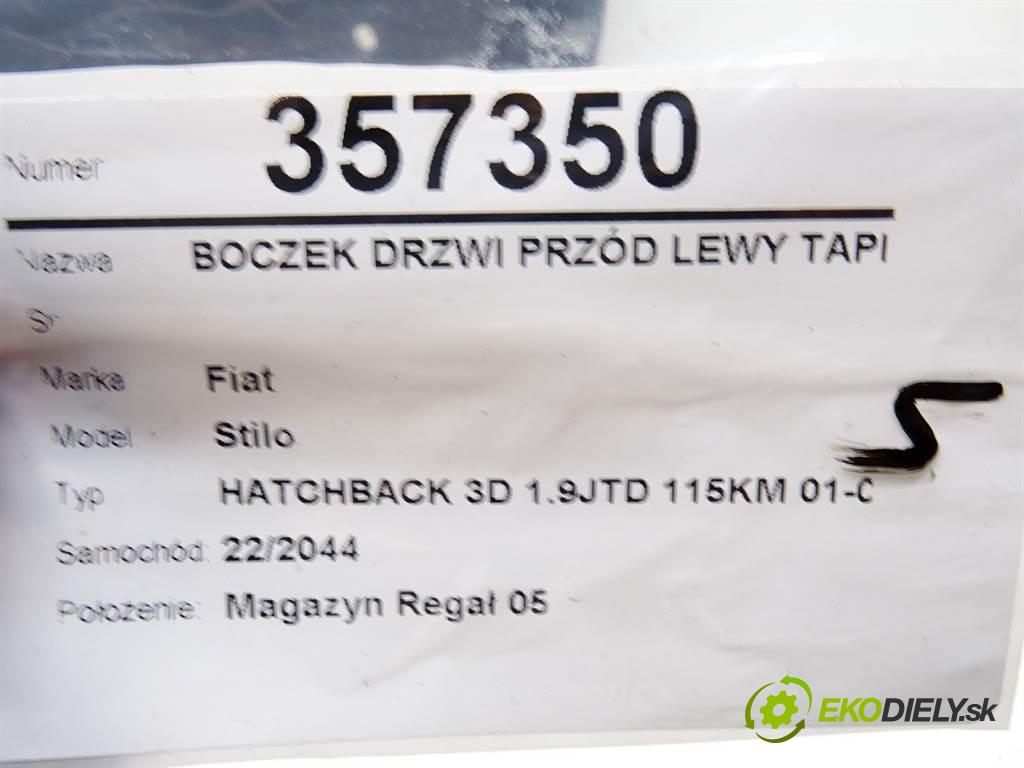 Numer 357350
Nazwa BOCZEK DRZWI PRZÓD LEWY TAPI
Marka Fiat
Model Stilo
5
Typ HATCHBACK 3D 1.9JTD 115KM 01-0
Samochód: 22/2044
Położenie: Magazyn Regał 05
EKODIELY.sk